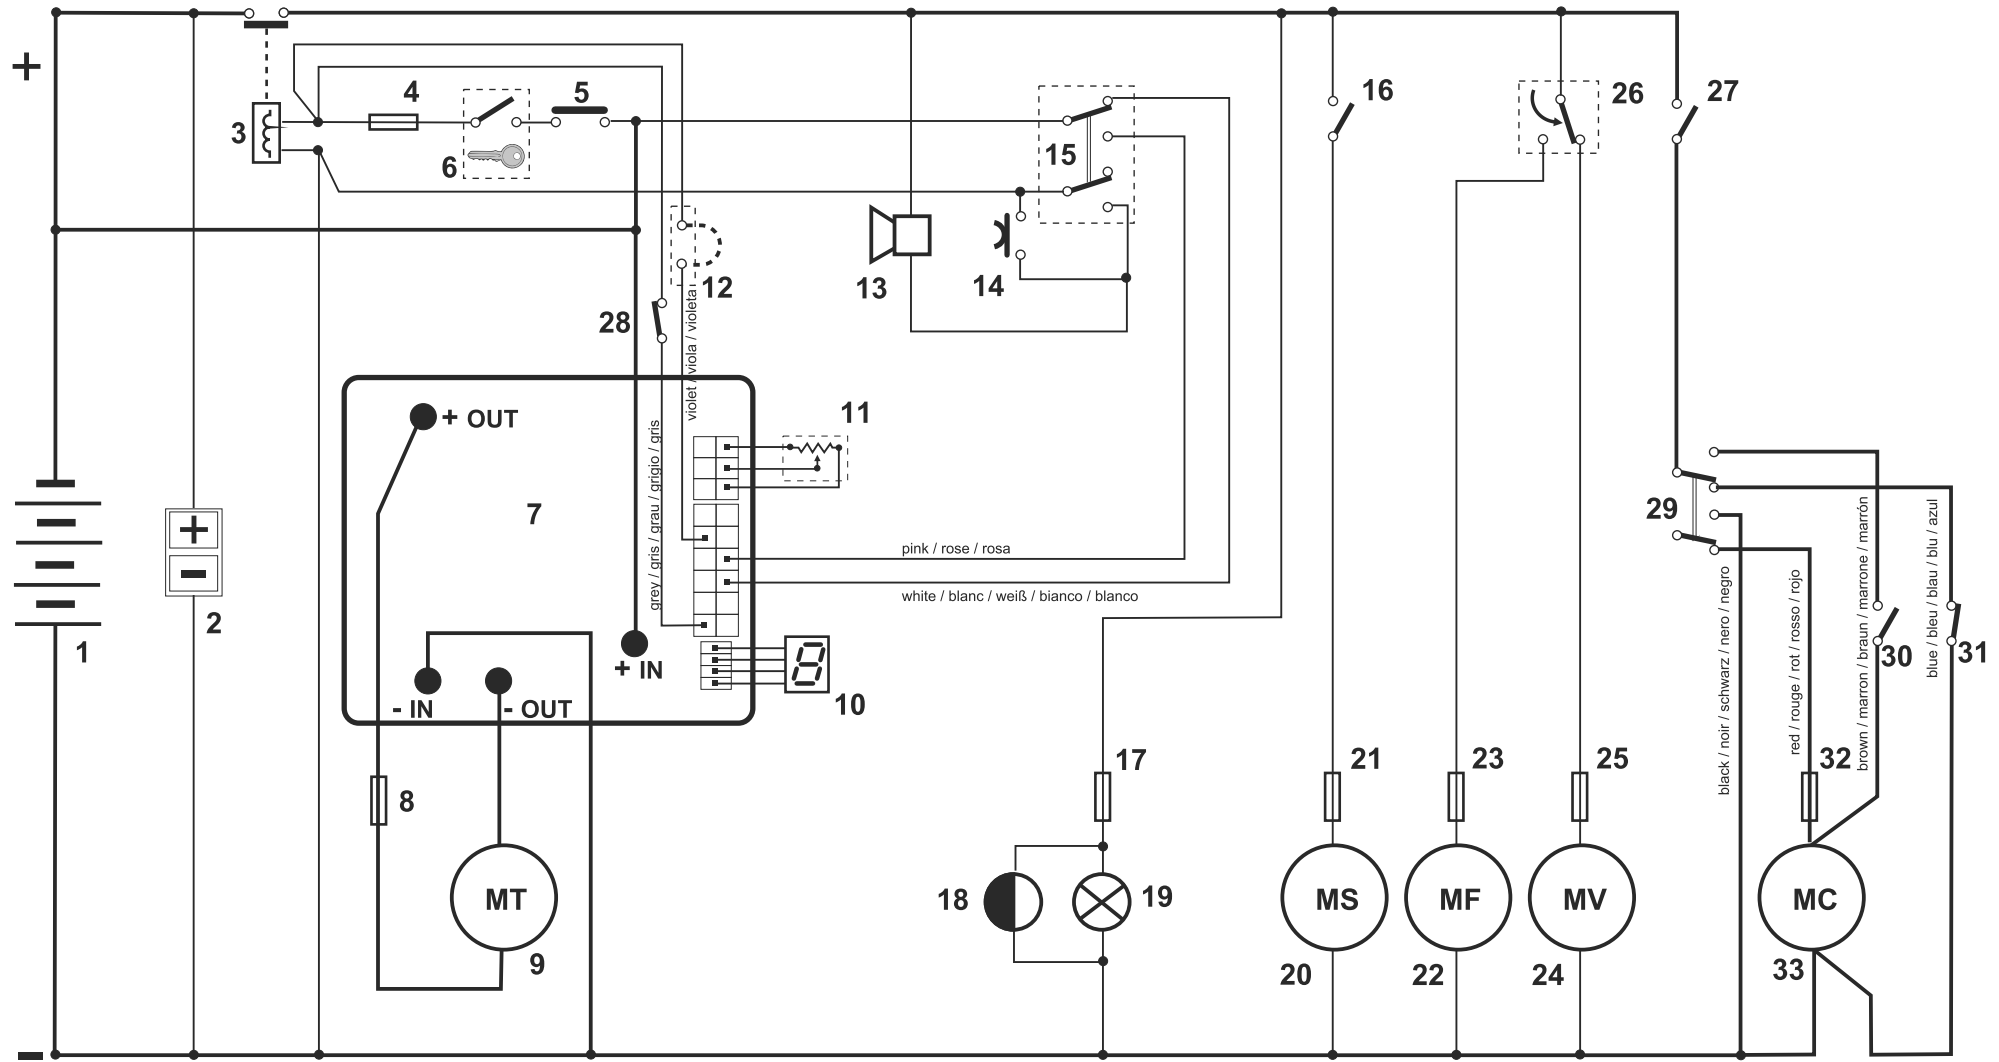 +
3
4
5
6
16
26
27
15
12
13
14
28
violet / viola / violeta
+ OUT
11
7
grey / gris / grau / grigio / gris
29
pink / rose / rosa
white / blanc / weiß / bianco / blanco
+
-
2
1
+ IN
- IN
- OUT
8
10
black / noir / schwarz / nero / negro
red / rouge / rot / rosso / rojo
brown / marron / braun / marrone / marrón
blue / bleu / blau / blu / azul
30
31
8
17
21
23
25
32
MT
9
18
19
MS
MF
MV
MC
20
22
24
33
-